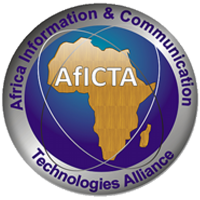 Africa Information & Communication
AfICTA
Technologies Alliance